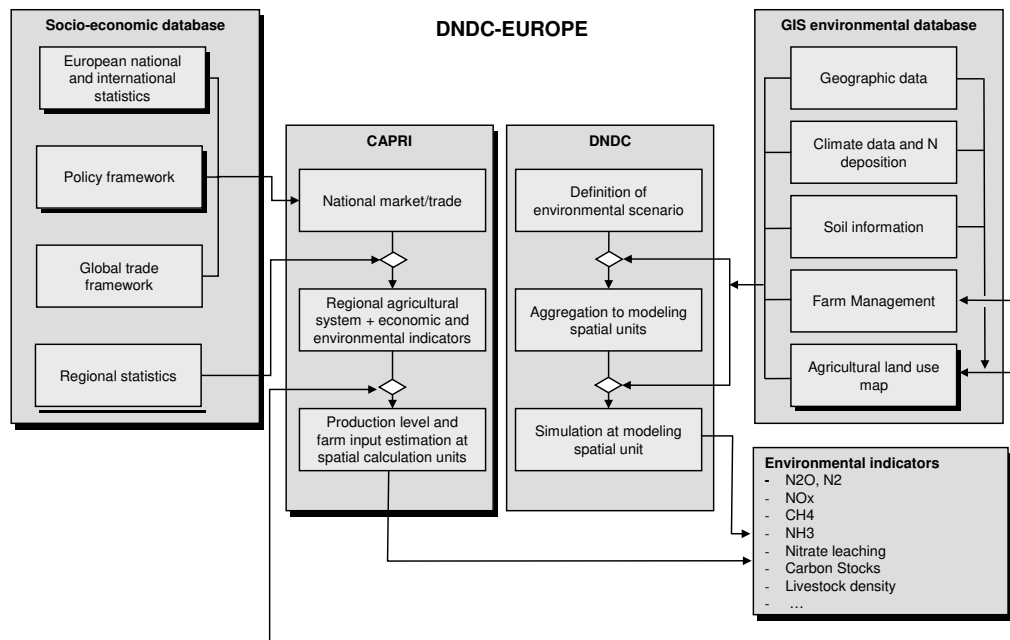 DNDC-EUROPE
Socio-economic database
European national
and international
statistics
Policy framework
Global trade
framework
Regional statistics
CAPRI
National market/trade
Regional agricultural
system + economic and
environmental indicators
Production level and
farm input estimation at
spatial calculation units
DNDC
Definition of
environmental scenario
Aggregation to modeling
spatial units
Simulation at modeling
spatial unit
GIS environmental database
Geographic data
Climate data and N
deposition
Soil information
Farm Management
Agricultural land use
map
Environmental indicators
- N2O, N2
- NOx
- CH4
- NH3
- Nitrate leaching
- Carbon Stocks
- Livestock density
- …